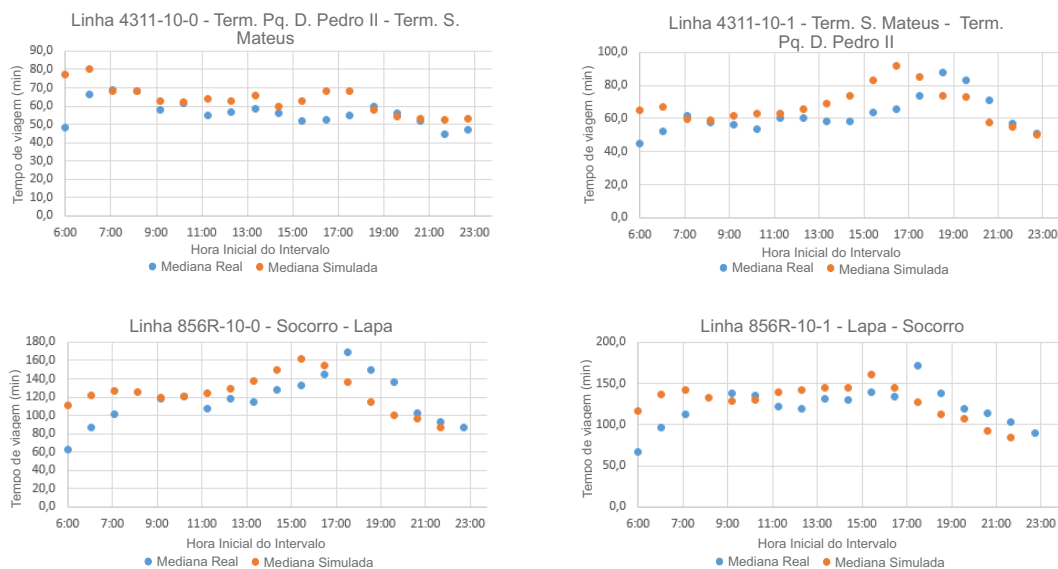 Linha 4311-10-0 - Term. Pq. D. Pedro II - Term. S.
Mateus
Tempo de viagem (min)
90,0
80,0
70,0
60,0
50,0
40,0
30,0
20,0
10,0
0,0
6:00 7:00 9:00 11:00 13:00 15:00 17:00 19:00 21:00 23:00
Hora Inicial do Intervalo
Mediana Real Mediana Simulada
Linha 4311-10-1 - Term. S. Mateus - Term.
Pq. D. Pedro II
Tempo de viagem (min)
100,0
80,0
60,0
40,0
20,0
0,0
6:00 7:00 9:00 11:00 13:00 15:00 17:00 19:00 21:00 23:00
Hora Inicial do Intervalo
Mediana Real Mediana Simulada
Linha 856R-10-0 - Socorro - Lapa
Tempo de viagem (min)
180,0
160,0
140,0
120,0
100,0
80,0
60,0
40,0
20,0
0,0
6:00 7:00 9:00 11:00 13:00 15:00 17:00 19:00 21:00 23:00
Hora Inicial do Intervalo
Mediana Real Mediana Simulada
Linha 856R-10-1 - Lapa - Socorro
Tempo de viagem (min)
200,0
150,0
100,0
50,0
0,0
6:00 7:00 9:00 11:00 13:00 15:00 17:00 19:00 21:00 23:00
Hora Inicial do Intervalo
Mediana Real Mediana Simulada